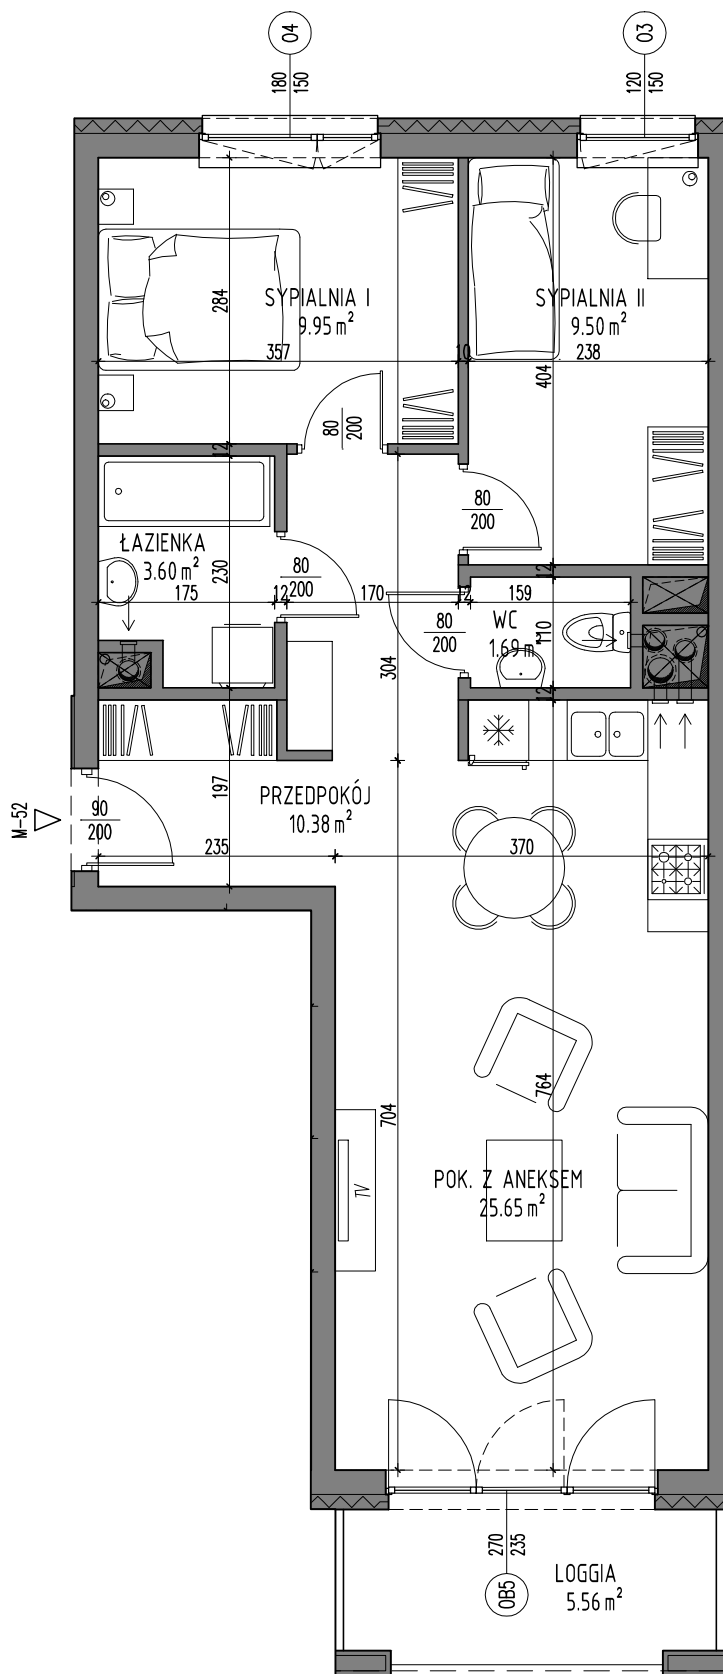 04
03
180
150
120
150
SYPIALNIA I
9.95 m²
SYPIALNIA II
9.50 m²
284
357
10
238
404
80
200
12
80
200
ŁAZIENKA
3.60 m²
230
175
12
80
200
170
12
159
12
80
200
WC
1.69 m²
110
304
12
M-52
90
200
197
PRZEDPOKÓJ
10.38 m²
235
370
764
704
TV
POK. Z ANEKSEM
25.65 m²
270
235
OB5
LOGGIA
5.56 m²